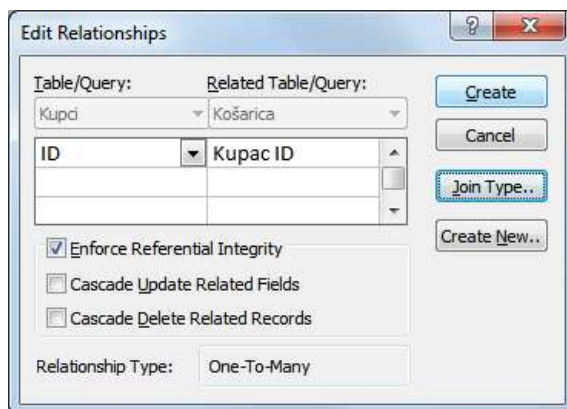 Edit Relationships
Table/Query: Related Table/Query:
Kupci Košarica
ID Kupac ID
Enforce Referential Integrity
Cascade Update Related Fields
Cascade Delete Related Records
Relationship Type: One-To-Many
Create
Cancel
Join Type..
Create New..